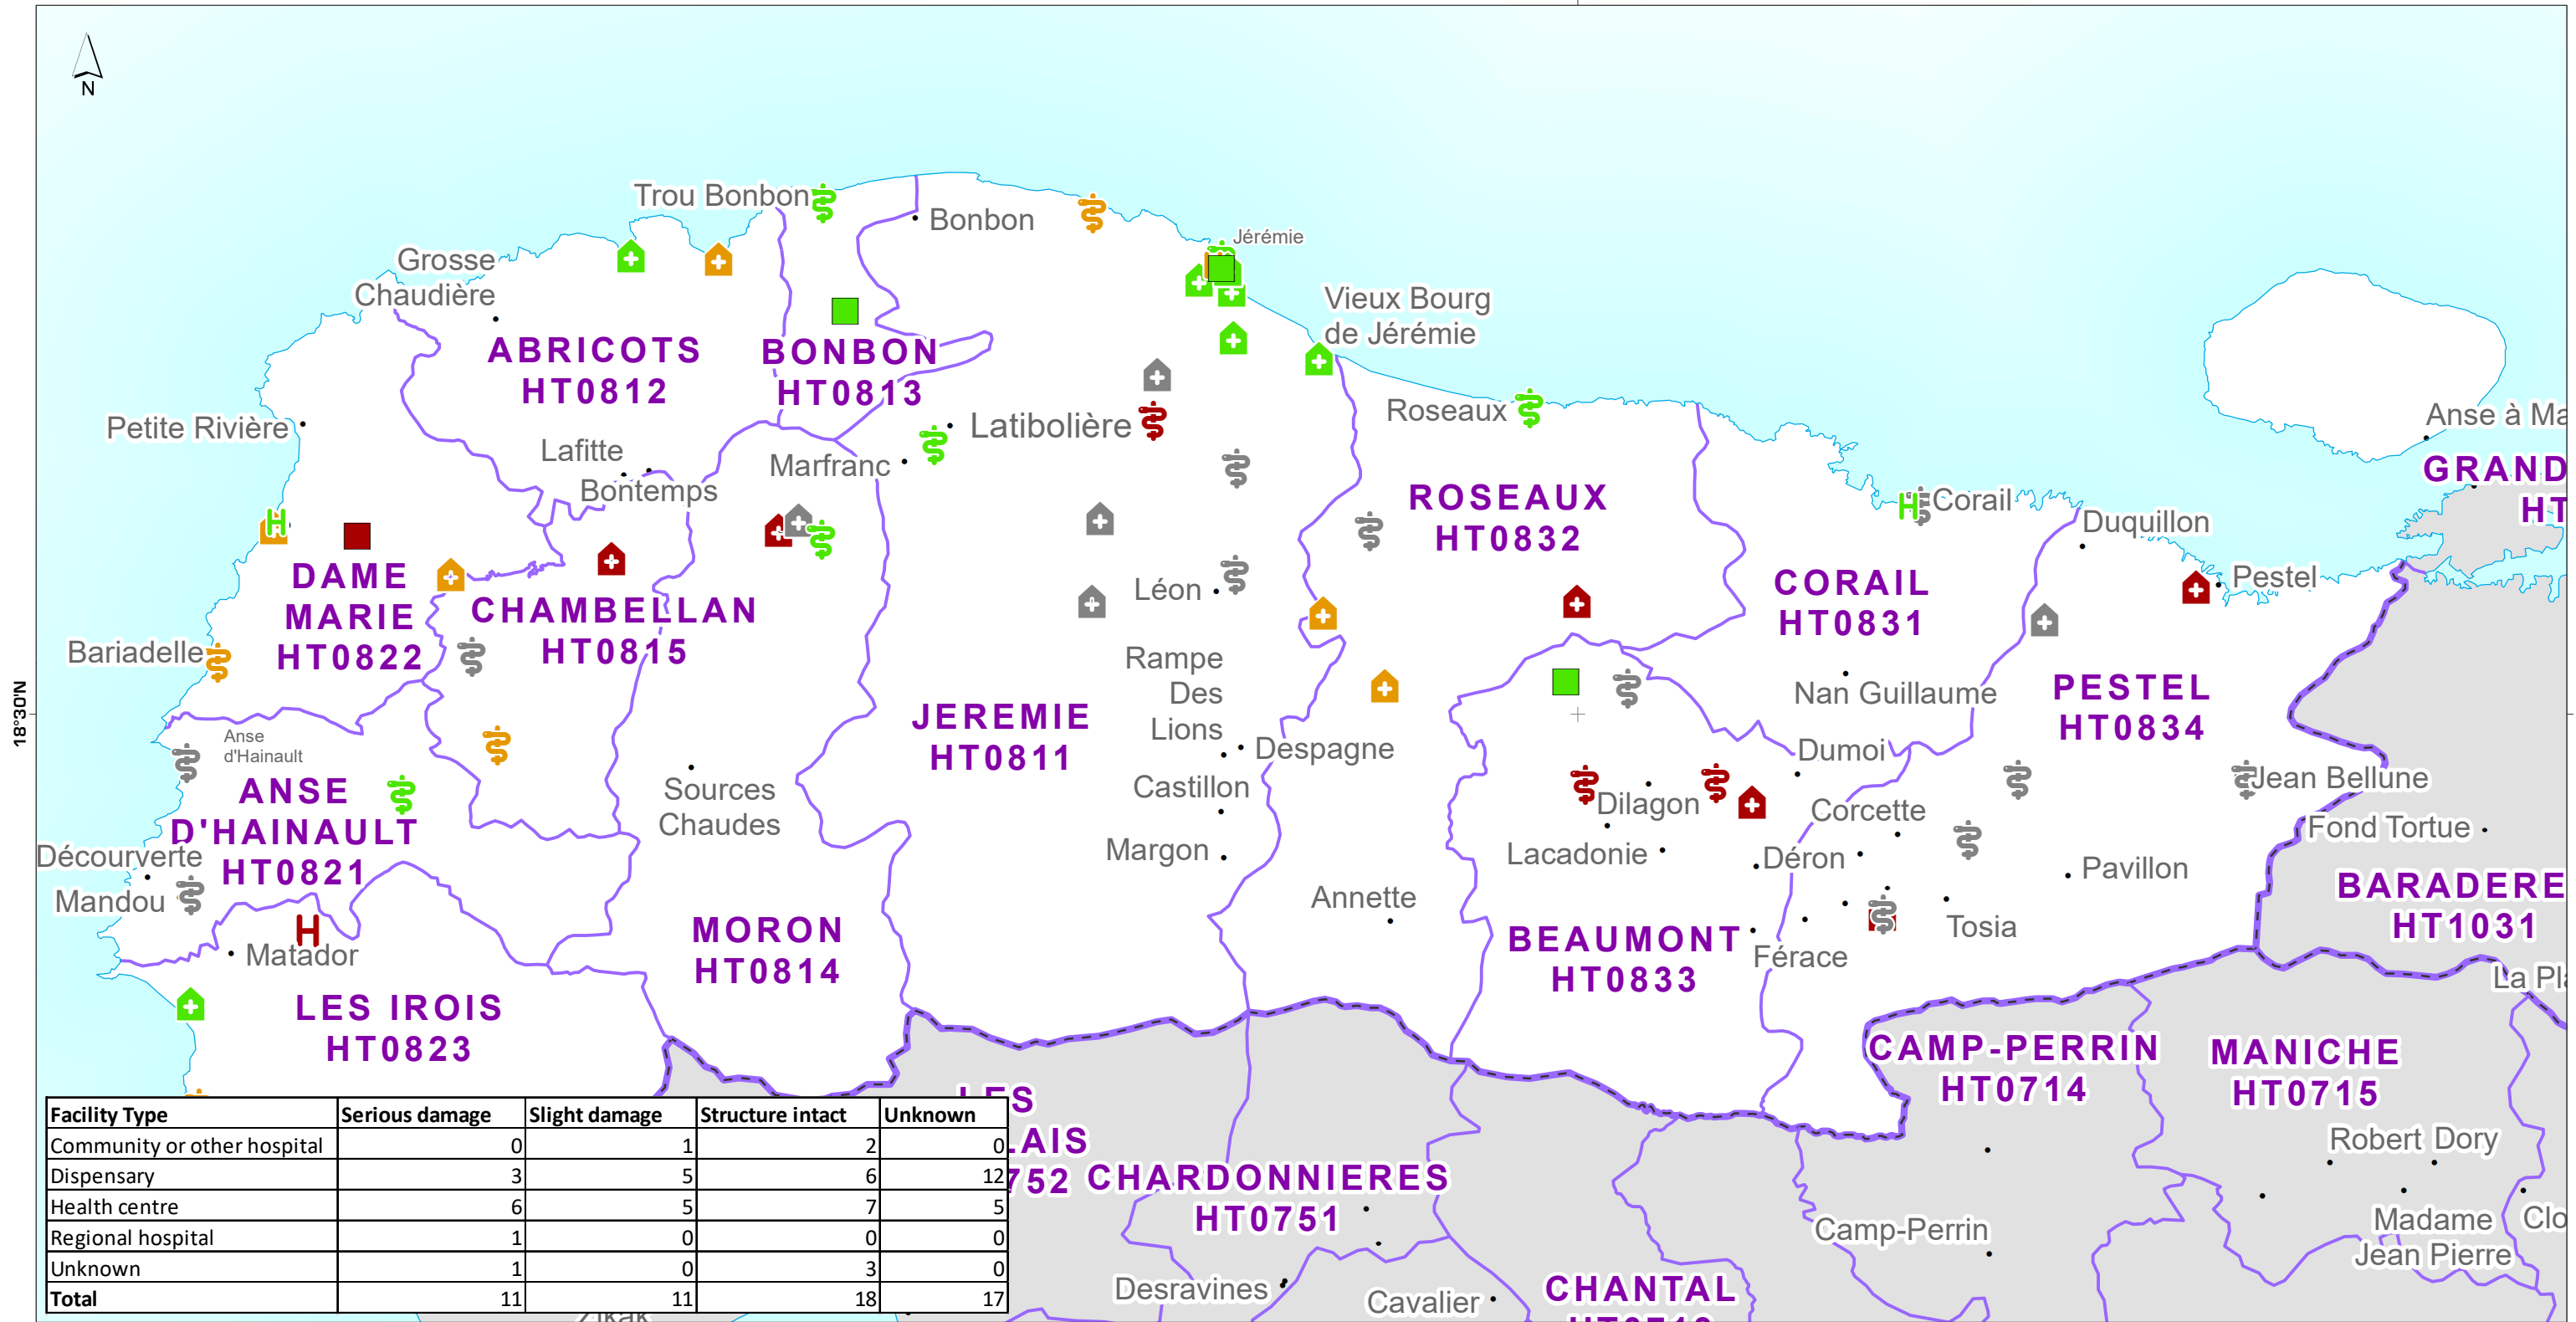 N
Trou Bonbon
Bonbon
Jérémie
Grosse
Chaudière
Vieux Bourg
de Jérémie
ABRICOTS
HT0812
BONBON
HT0813
Petite Rivière
Latibolière
Roseaux
Anse à Ma
GRAND
HT
Lafitte
Bontemps
Marfranc
ROSEAUX
HT0832
Corail
Duquillon
DAME
MARIE
HT0822
CHAMBELLAN
HT0815
Léon
CORAIL
HT0831
Pestel
Bariadelle
Rampe
Des
Lions
Nan Guillaume
PESTEL
HT0834
18°30'N
JEREMIE
HT0811
Anse
d'Hainault
Despagne
Dumoi
ANSE
D'HAINAULT
HT0821
Sources
Chaudes
Castillon
Dilagon
Corcette
Jean Bellune
Fond Tortue
Découverte
Mandou
Margon
Lacadonie
Déron
Pavillon
Annette
BARADERE
HT1031
Matador
MORON
HT0814
BEAUMONT
HT0833
Férace
Tosia
La Pla
LES IROIS
HT0823
CAMP-PERRIN
HT0714
MANICHE
HT0715
LES
LAIS
752
CHARDONNIERES
HT0751
Robert Dory
Camp-Perrin
Madame
Jean Pierre
Clo
Desravines
Cavalier
CHANTAL
Facility Type Serious damage Slight damage Structure intact Unknown
Community or other hospital 0 1 2 0
Dispensary 3 5 6 12
Health centre 6 5 7 5
Regional hospital 1 0 0 0
Unknown 1 0 3 0
Total 11 11 18 17